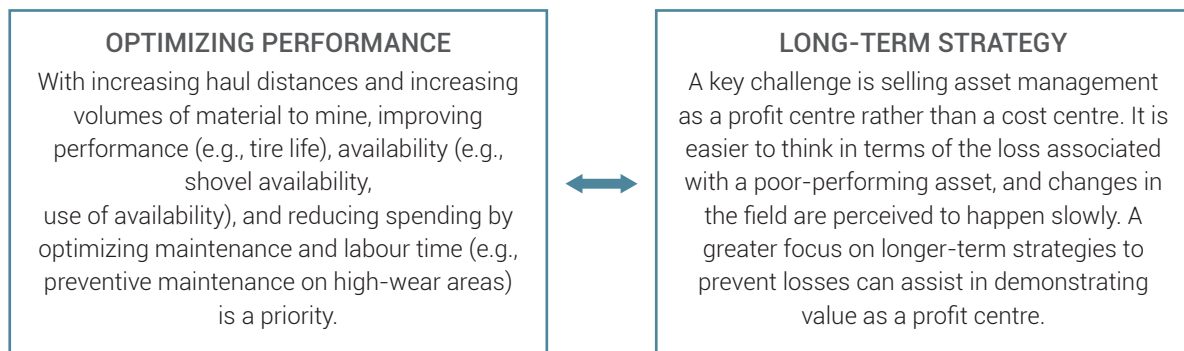 OPTIMIZING PERFORMANCE
With increasing haul distances and increasing
volumes of material to mine, improving
performance (e.g., tire life), availability (e.g.,
shovel availability,
use of availability), and reducing spending by
optimizing maintenance and labour time (e.g.,
preventive maintenance on high-wear areas)
is a priority.
LONG-TERM STRATEGY
A key challenge is selling asset management
as a profit centre rather than a cost centre. It is
easier to think in terms of the loss associated
with a poor-performing asset, and changes in
the field are perceived to happen slowly. A
greater focus on longer-term strategies to
prevent losses can assist in demonstrating
value as a profit centre.